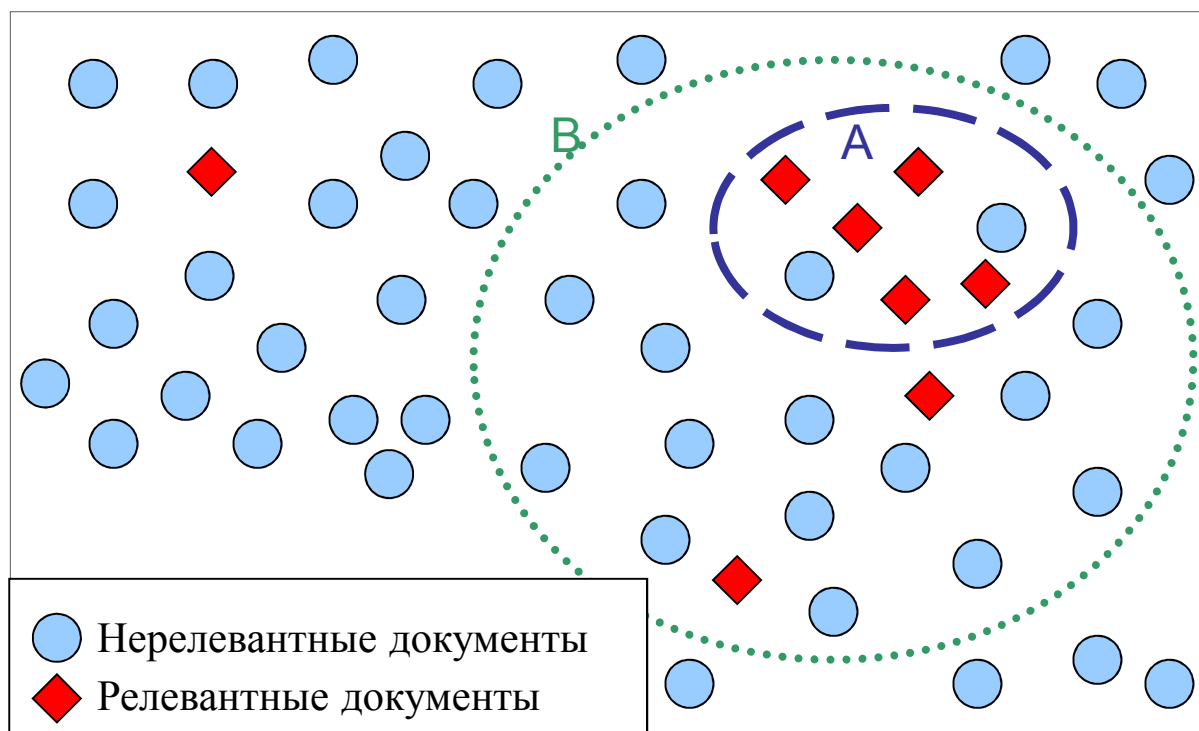 B
A
Нерелевантные документы
Релевантные документы